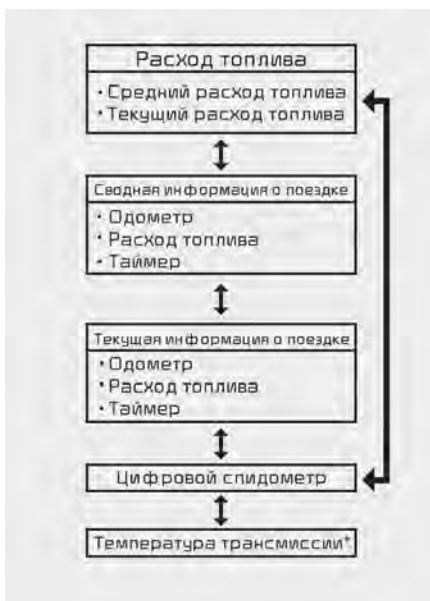 Расход топлива
• Средний расход топлива
• Текущий расход топлива
Сводная информация о поездке
• Одометр
• Расход топлива
• Таймер
Текущая информация о поездке
• Одометр
• Расход топлива
• Таймер
Цифровой спидометр
Температура трансмиссии*